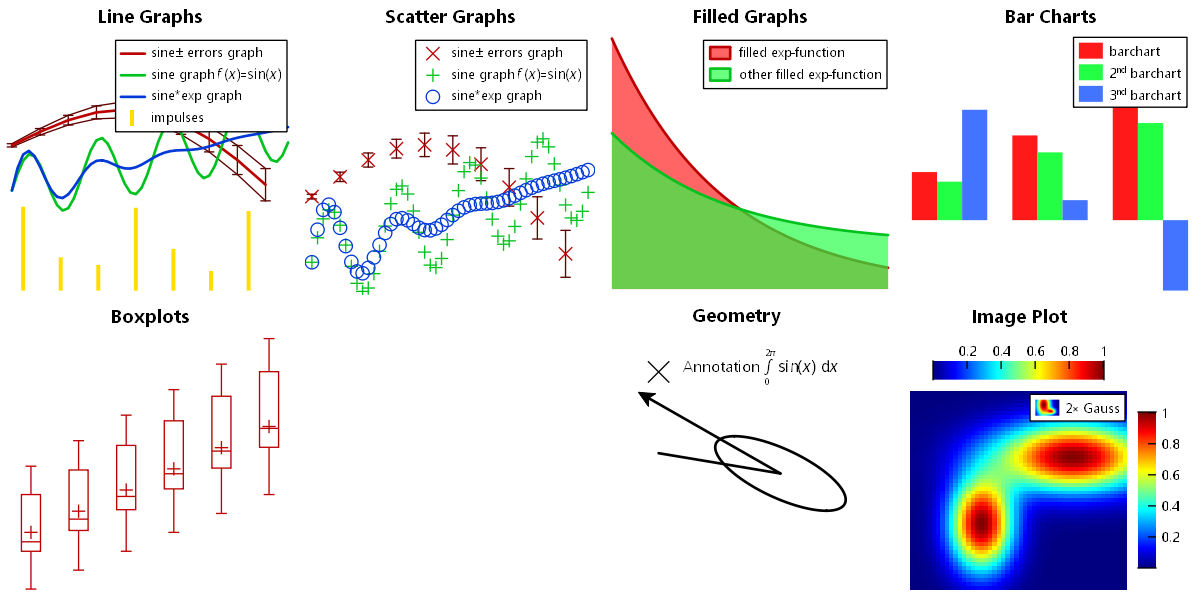 Line Graphs
sine± errors graph
sine graph f (x)=sin(x)
sine*exp graph
impulses
Scatter Graphs
sine± errors graph
sine graph f (x)=sin(x)
sine*exp graph
Filled Graphs
filled exp-function
other filled exp-function
Bar Charts
barchart
2nd barchart
3rd barchart
Boxplots
Geometry
Annotation ∫₀²π sin(x) dx
Image Plot
0.2 0.4 0.6 0.8 1
2× Gauss
1
0.8
0.6
0.4
0.2